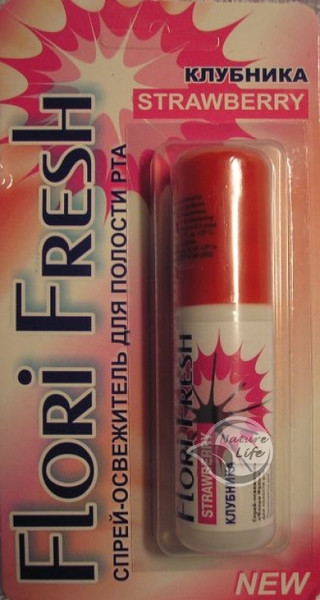 КЛУБНИКА
STRAWBERRY
FLORI FRESH
СПРЕЙ-ОСВЕЖИТЕЛЬ ДЛЯ ПОЛОСТИ РТА
FLORI FRESH
STRAWBERRY
КЛУБНИКА
Nature
Life
NEW